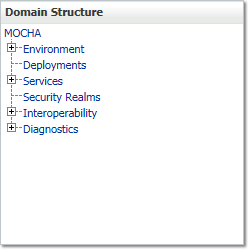 Domain Structure
MOCHA
Environment
Deployments
Services
Security Realms
Interoperability
Diagnostics